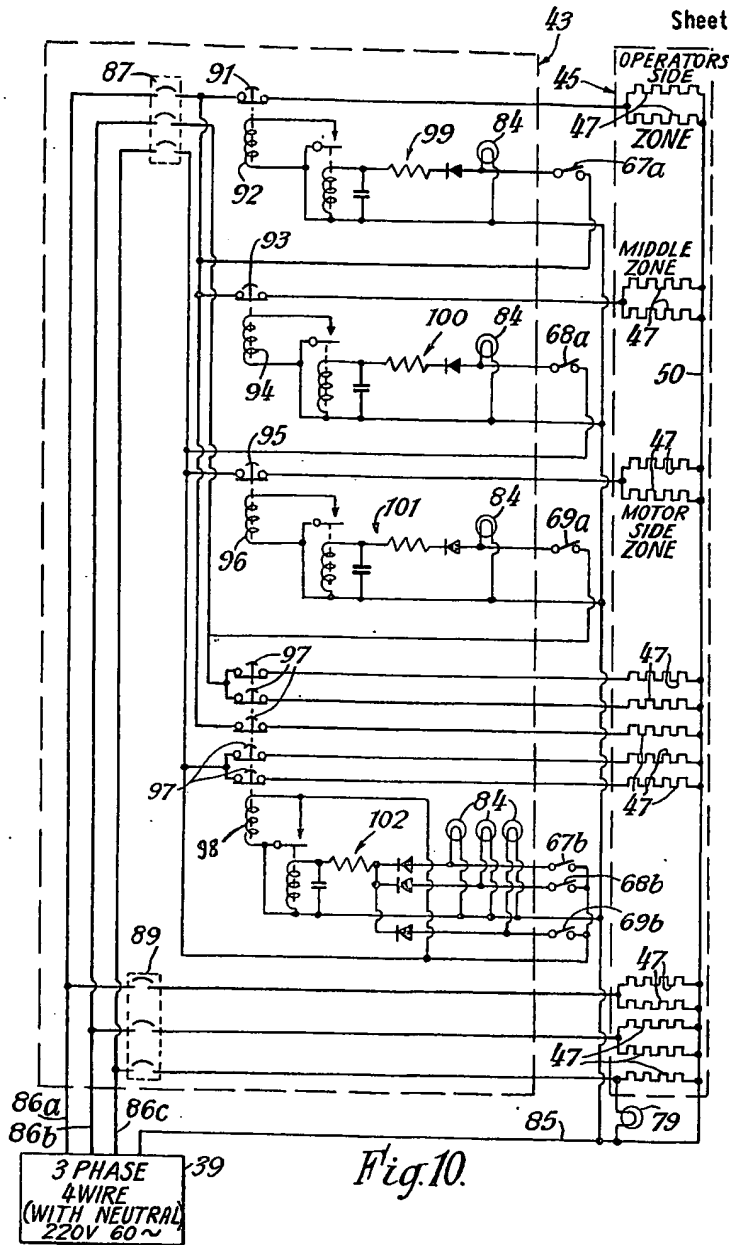 Sheet
43
87
91
45
OPERATORS
SIDE
47
ZONE
84
99
67a
92
93
MIDDLE
ZONE
84
100
68a
47
94
50
95
47
84
MOTOR
SIDE
ZONE
101
69a
96
97
47
97
47
84
98
102
67b
68b
69b
89
47
47
86a
86b
86c
85
79
39
3 PHASE
4WIRE
(WITH NEUTRAL)
220V 60~
Fig.10.